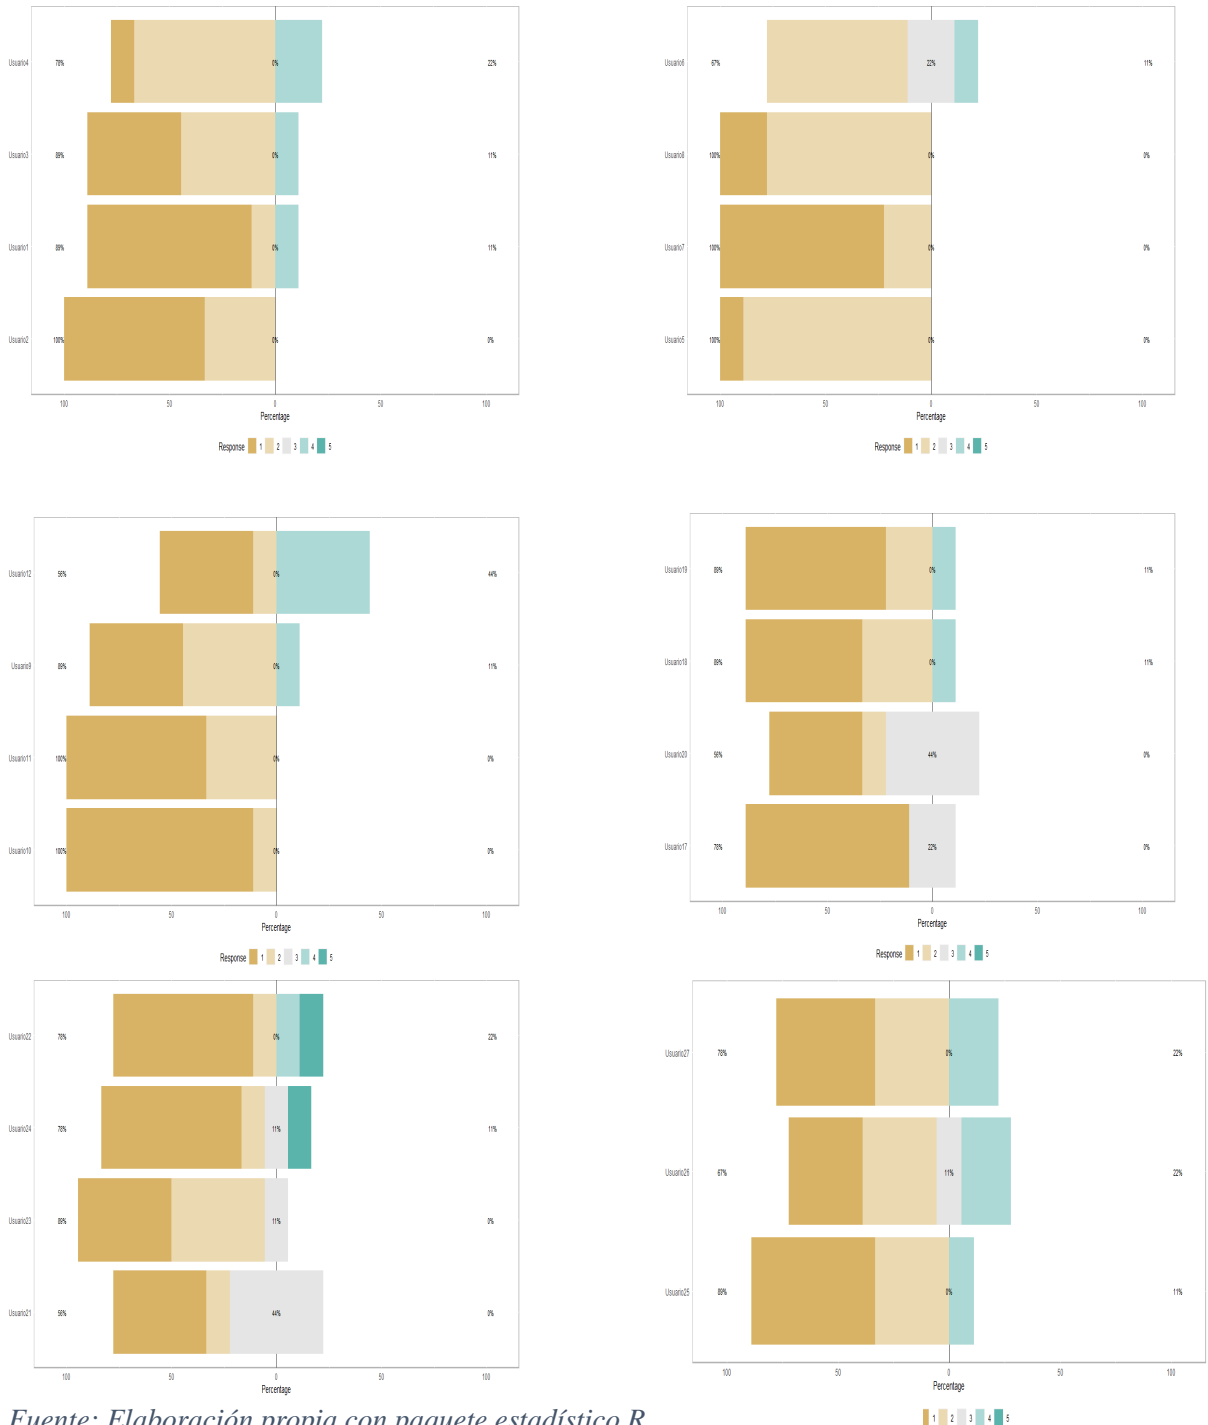 Usuario4 78% 0% 22%
Usuario3 89% 0% 11%
Usuario1 89% 0% 11%
Usuario2 100% 0% 0%
100 50 0 50 100
Percentage
Response 1 2 3 4 5
Usuario6 67% 22% 11%
Usuario8 100% 0% 0%
Usuario7 100% 0% 0%
Usuario5 100% 0% 0%
100 50 0 50 100
Percentage
Response 1 2 3 4 5
Usuario12 56% 0% 44%
Usuario9 89% 0% 11%
Usuario11 100% 0% 0%
Usuario10 100% 0% 0%
100 50 0 50 100
Percentage
Response 1 2 3 4 5
Usuario19 89% 0% 11%
Usuario18 89% 0% 11%
Usuario20 56% 44% 0%
Usuario17 78% 22% 0%
100 50 0 50 100
Percentage
Response 1 2 3 4 5
Usuario22 78% 0% 22%
Usuario24 78% 11% 11%
Usuario23 89% 11% 0%
Usuario21 56% 44% 0%
100 50 0 50 100
Percentage
Usuario27 78% 0% 22%
Usuario26 67% 11% 22%
Usuario25 89% 0% 11%
100 50 0 50 100
Percentage
1 2 3 4 5
Fuente: Elaboración propia con paquete estadístico R